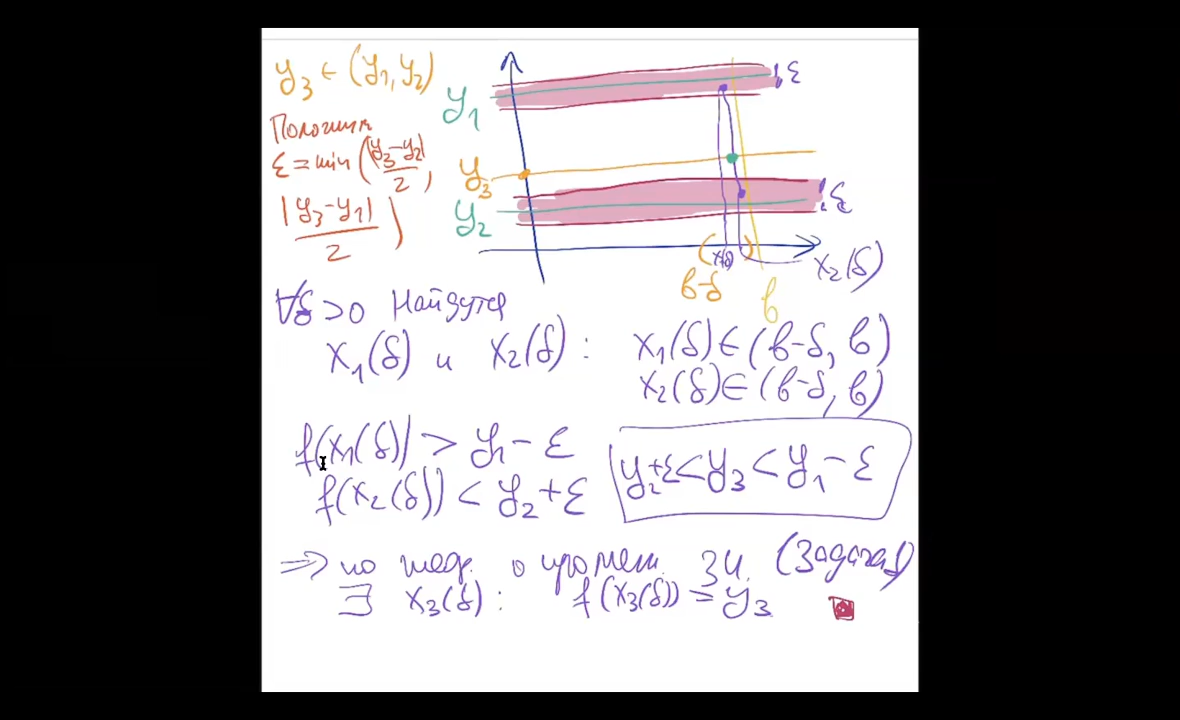 y₃ ∈ (y₁, y₂)
Положим
ε = min (|y₃ - y₂| / 2,
|y₃ - y₁| / 2)
ε
y₁
y₃
y₂
ε
x₂(δ)
b-δ
b
∀δ > 0 найдутся
x₁(δ) и x₂(δ) : x₁(δ) ∈ (b-δ, b)
x₂(δ) ∈ (b-δ, b)
f(x₁(δ)) > y₁ - ε
f(x₂(δ)) < y₂ + ε
y₂+ε < y₃ < y₁ - ε
⇒ по теор. о промеж. зн. (Задача)
∃ x₃(δ) : f(x₃(δ)) = y₃